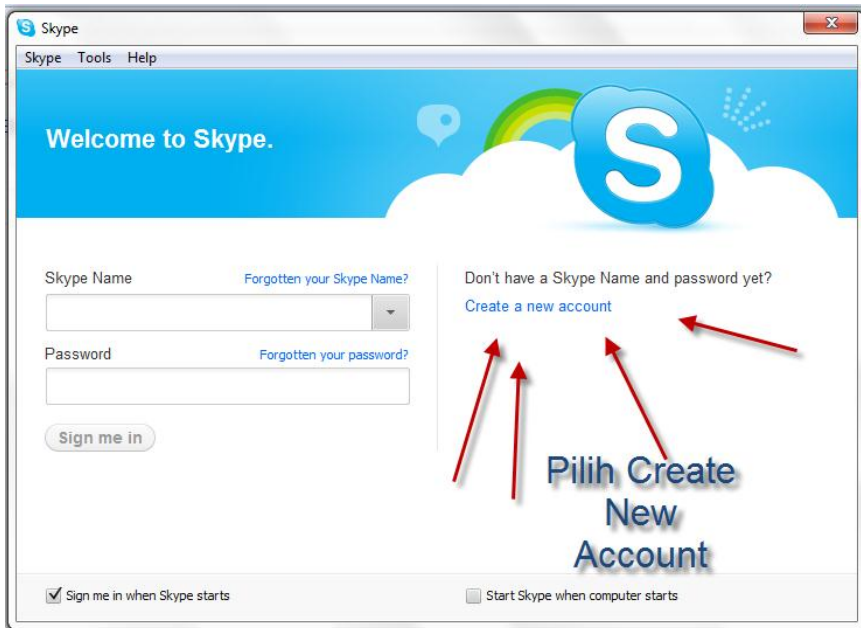 Skype
Skype Tools Help
Welcome to Skype.
Skype Name Forgotten your Skype Name?
Password Forgotten your password?
Sign me in
Don't have a Skype Name and password yet?
Create a new account
Pilih Create
New
Account
Sign me in when Skype starts
Start Skype when computer starts